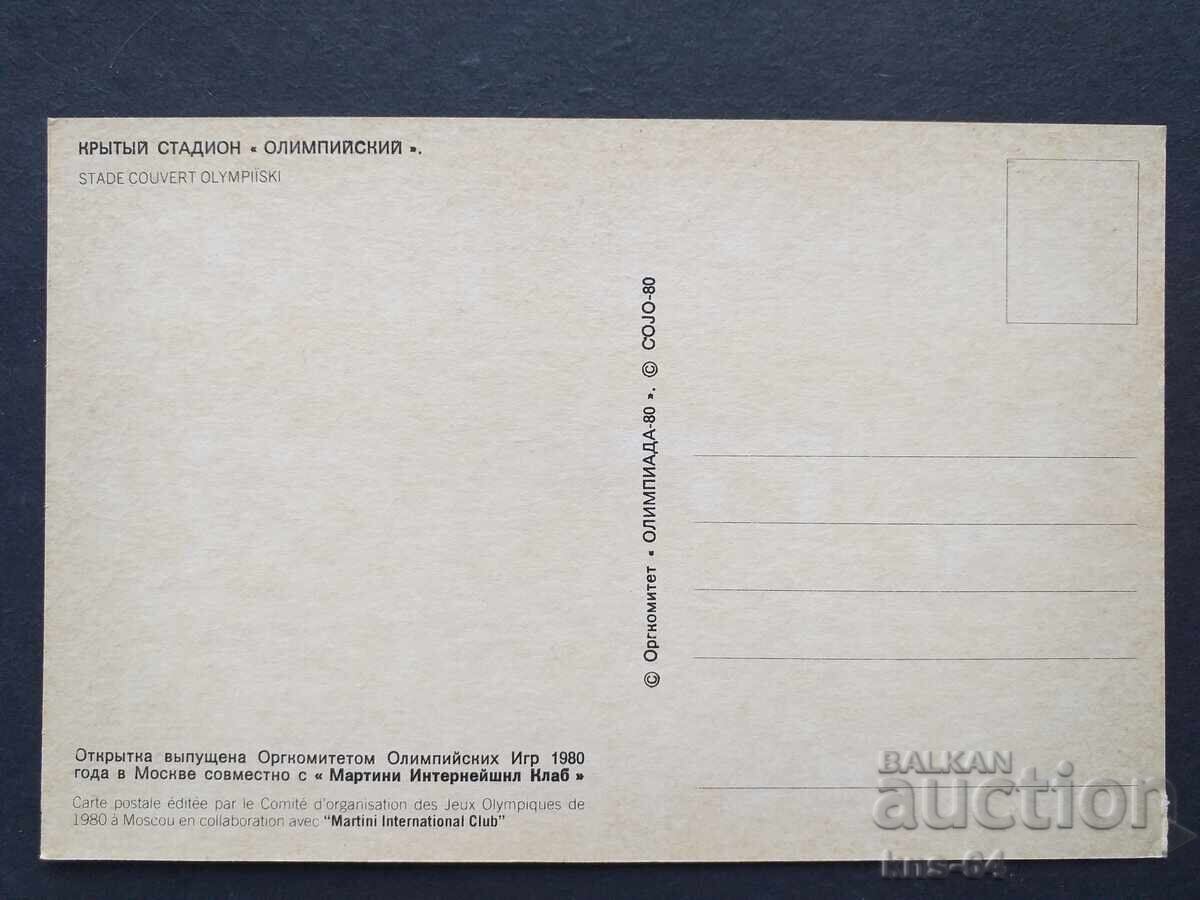 КРЫТЫЙ СТАДИОН « ОЛИМПИЙСКИЙ ».
STADE COUVERT OLYMPIISKI
© Оргкомитет « ОЛИМПИАДА-80 ». © COJO-80
Открытка выпущена Оргкомитетом Олимпийских Игр 1980
года в Москве совместно с « Мартини Интернейшнл Клаб »
Carte postale éditée par le Comité d'organisation des Jeux Olympiques de
1980 à Moscou en collaboration avec "Martini International Club"
BALKAN
auction
kns-64